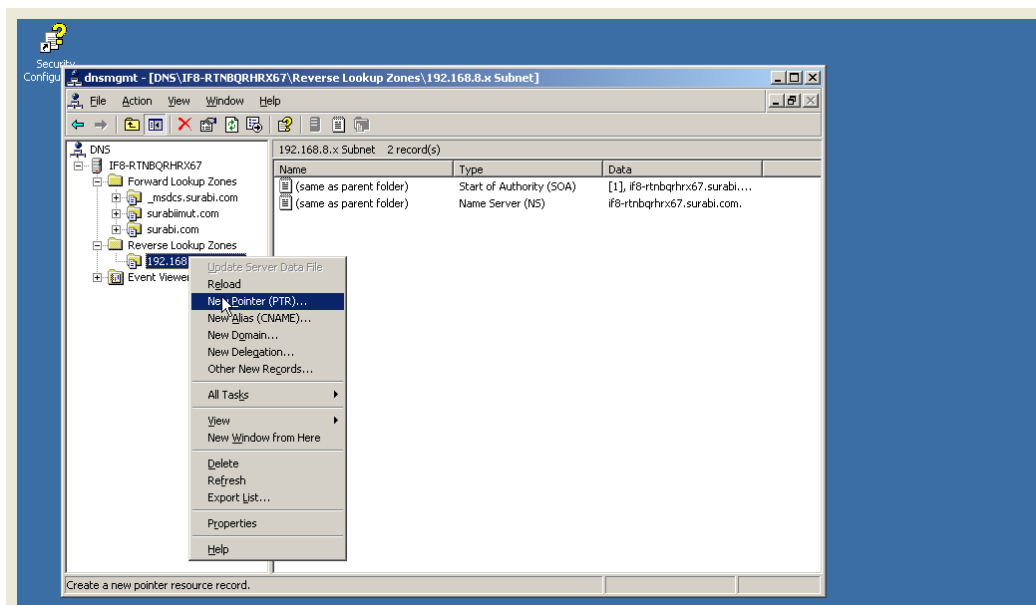 Security
Configu
dnsmgmt - [DNS\IF8-RTNBQRHRX67\Reverse Lookup Zones\192.168.8.x Subnet]
File Action View Window Help
DNS
IF8-RTNBQRHRX67
Forward Lookup Zones
_msdcs.surabi.com
surabiimut.com
surabi.com
Reverse Lookup Zones
192.168
Event Viewer
192.168.8.x Subnet 2 record(s)
Name Type Data
(same as parent folder) Start of Authority (SOA) [1], if8-rtnbqrhrx67.surabi....
(same as parent folder) Name Server (NS) if8-rtnbqrhrx67.surabi.com.
Update Server Data File
Reload
New Pointer (PTR)...
New Alias (CNAME)...
New Domain...
New Delegation...
Other New Records...
All Tasks
View
New Window from Here
Delete
Refresh
Export List...
Properties
Help
Create a new pointer resource record.